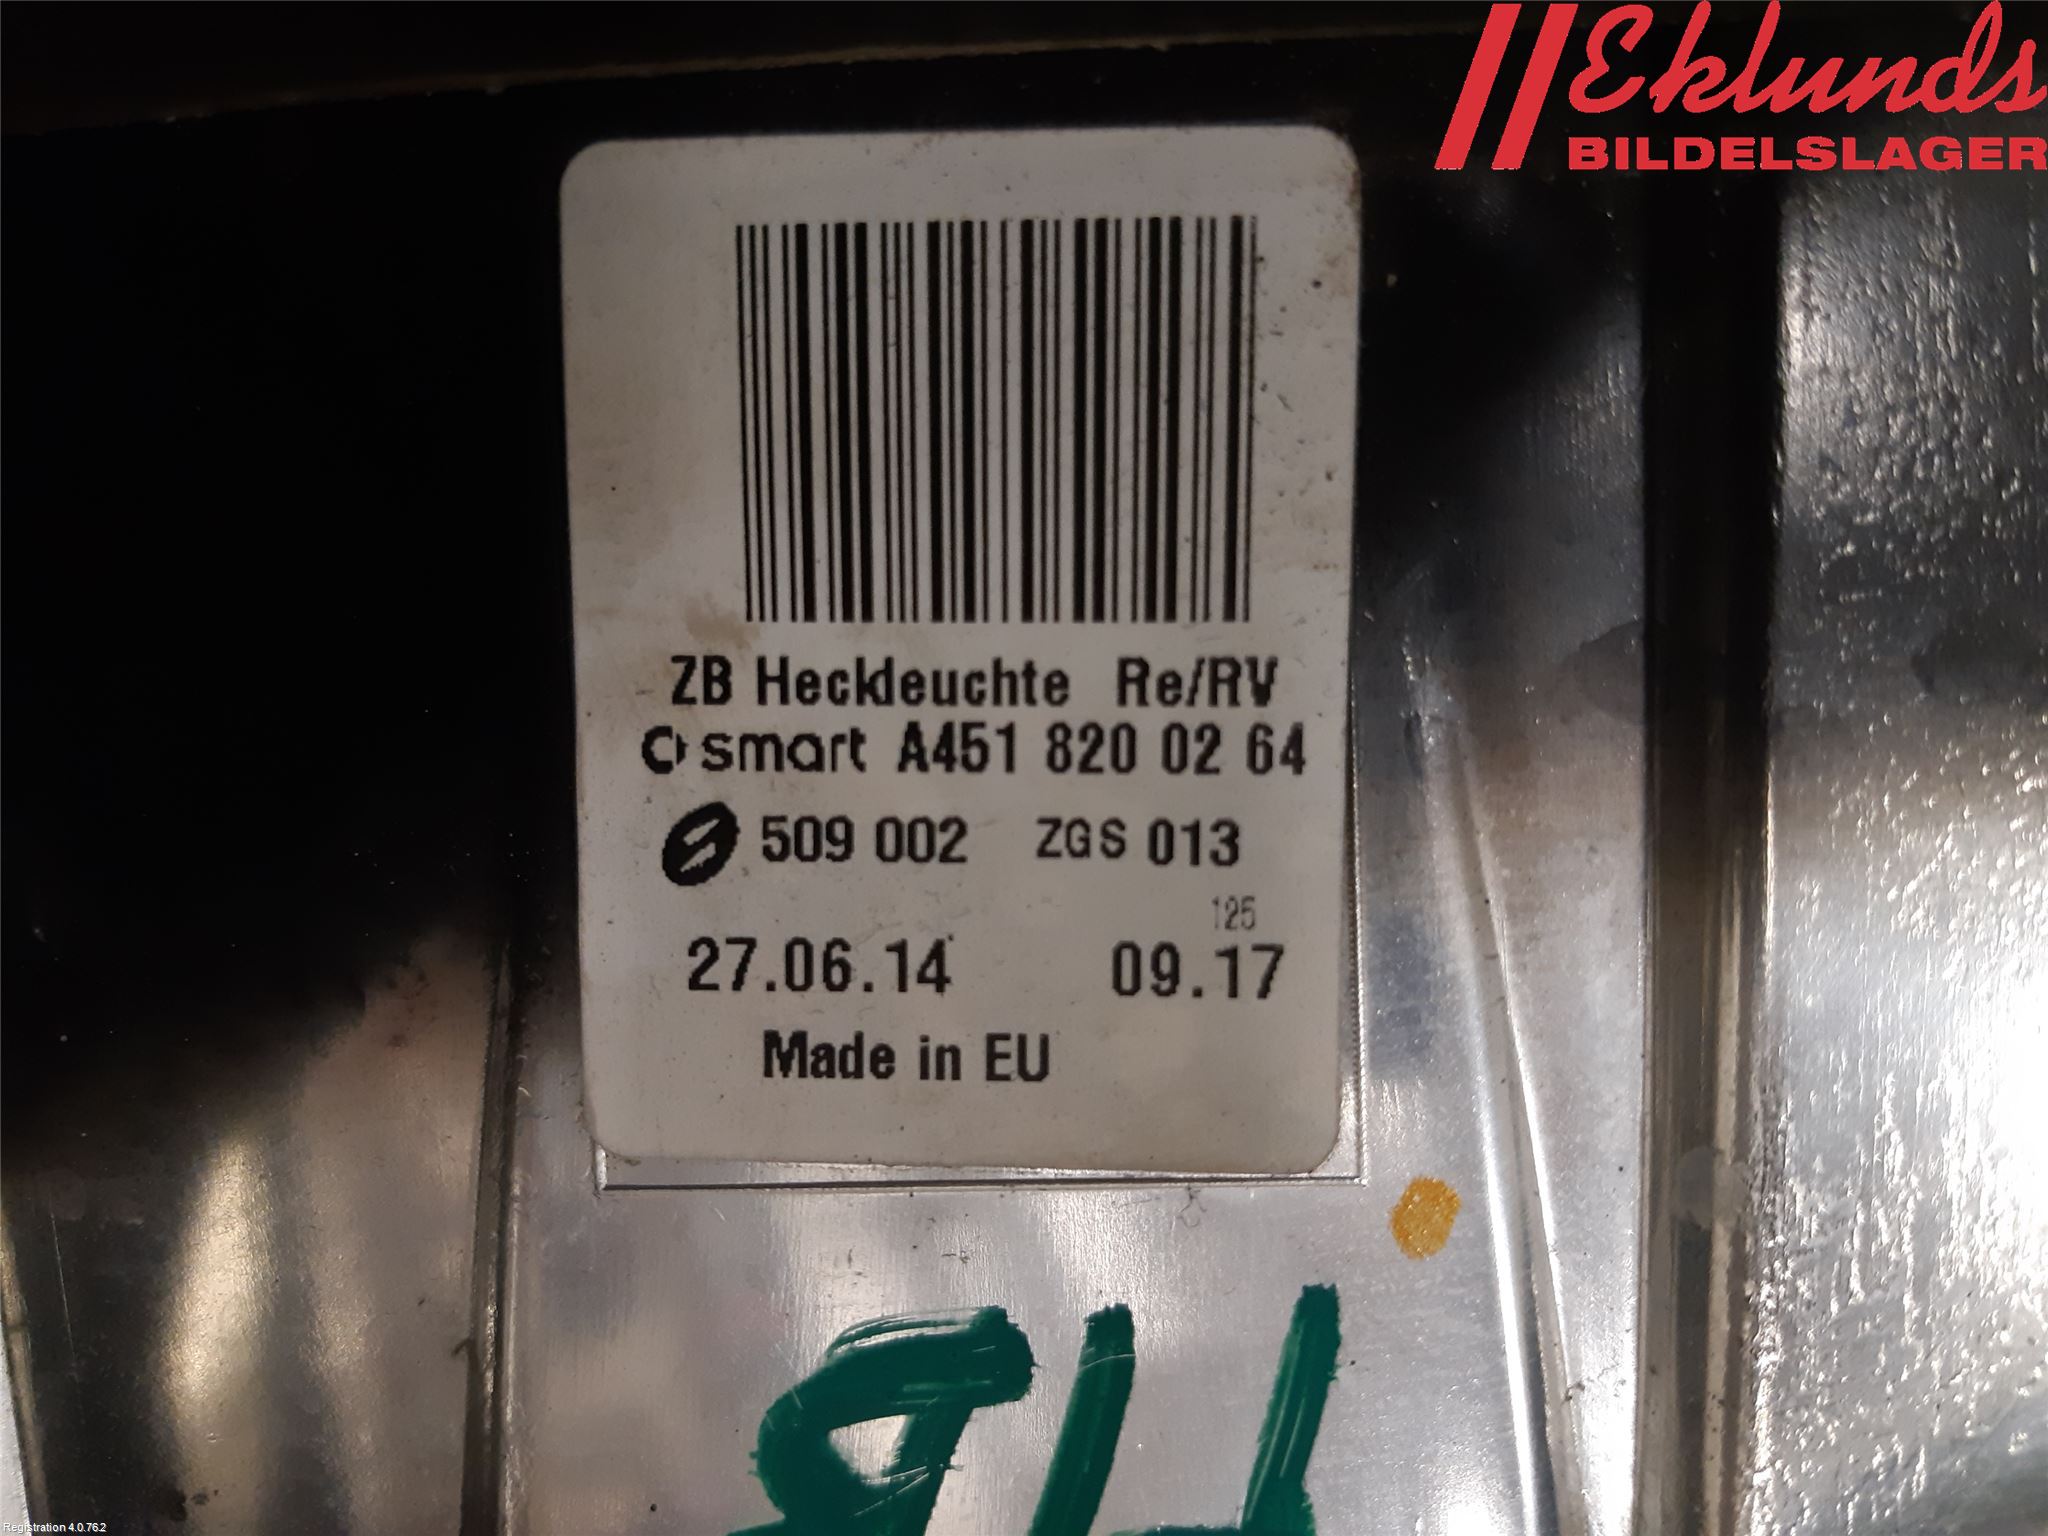 Eklunds
BILDELSLAGER
ZB Heckleuchte Re/RV
smart A451 820 02 64
509 002 ZGS 013
125
27.06.14 09.17
Made in EU
Registration 4.0.76.2